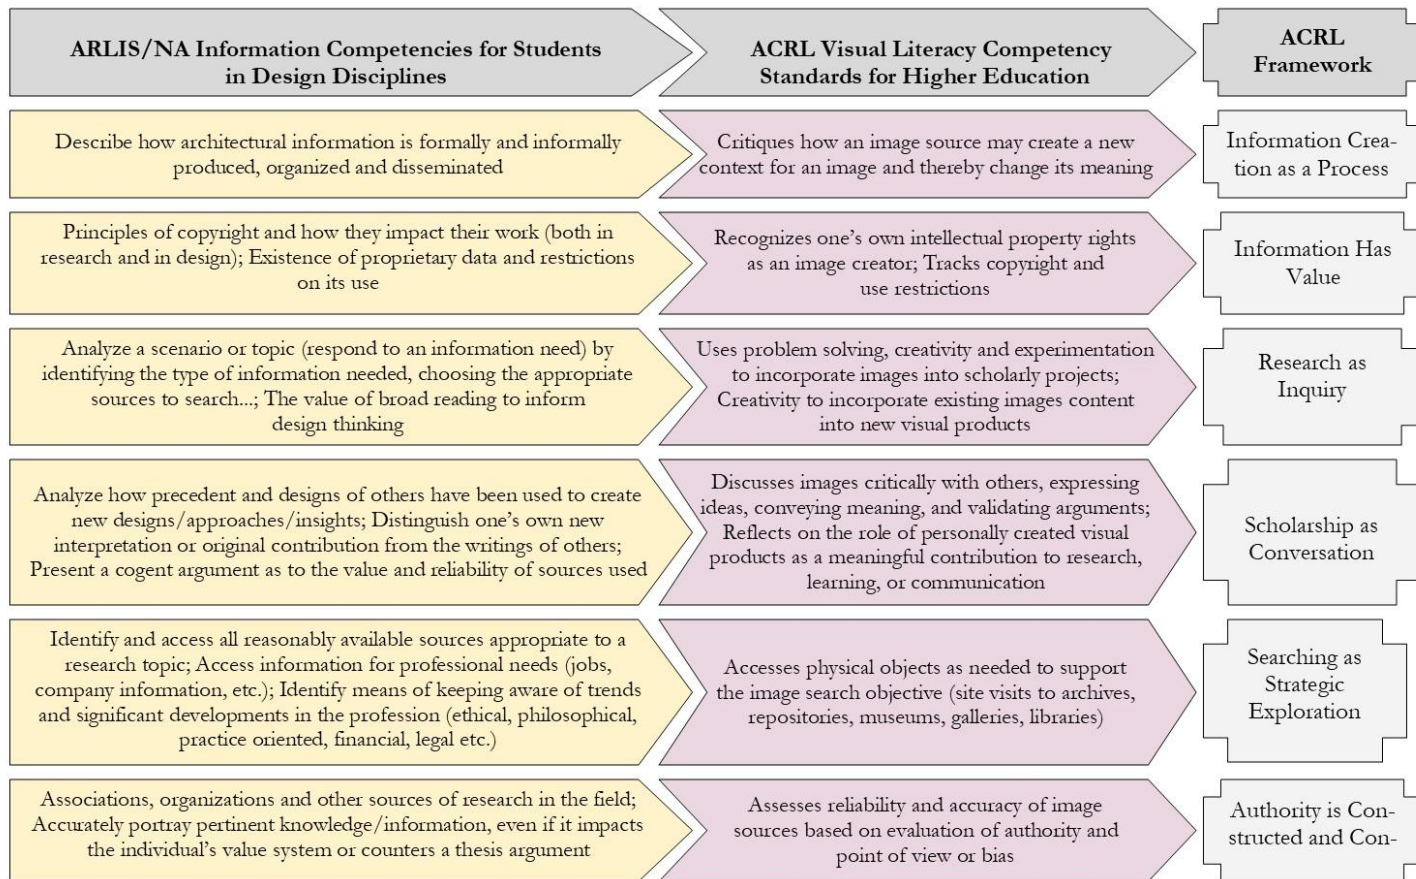 ARLIS/NA Information Competencies for Students
in Design Disciplines
ACRL Visual Literacy Competency
Standards for Higher Education
ACRL
Framework
Describe how architectural information is formally and informally
produced, organized and disseminated
Critiques how an image source may create a new
context for an image and thereby change its meaning
Information Crea-
tion as a Process
Principles of copyright and how they impact their work (both in
research and in design); Existence of proprietary data and restrictions
on its use
Recognizes one's own intellectual property rights
as an image creator; Tracks copyright and
use restrictions
Information Has
Value
Analyze a scenario or topic (respond to an information need) by
identifying the type of information needed, choosing the appropriate
sources to search...; The value of broad reading to inform
design thinking
Uses problem solving, creativity and experimentation
to incorporate images into scholarly projects;
Creativity to incorporate existing images content
into new visual products
Research as
Inquiry
Analyze how precedent and designs of others have been used to create
new designs/approaches/insights; Distinguish one's own new
interpretation or original contribution from the writings of others;
Present a cogent argument as to the value and reliability of sources used
Discusses images critically with others, expressing
ideas, conveying meaning, and validating arguments;
Reflects on the role of personally created visual
products as a meaningful contribution to research,
learning, or communication
Scholarship as
Conversation
Identify and access all reasonably available sources appropriate to a
research topic; Access information for professional needs (jobs,
company information, etc.); Identify means of keeping aware of trends
and significant developments in the profession (ethical, philosophical,
practice oriented, financial, legal etc.)
Accesses physical objects as needed to support
the image search objective (site visits to archives,
repositories, museums, galleries, libraries)
Searching as
Strategic
Exploration
Associations, organizations and other sources of research in the field;
Accurately portray pertinent knowledge/information, even if it impacts
the individual's value system or counters a thesis argument
Assesses reliability and accuracy of image
sources based on evaluation of authority and
point of view or bias
Authority is Con-
structed and Con-